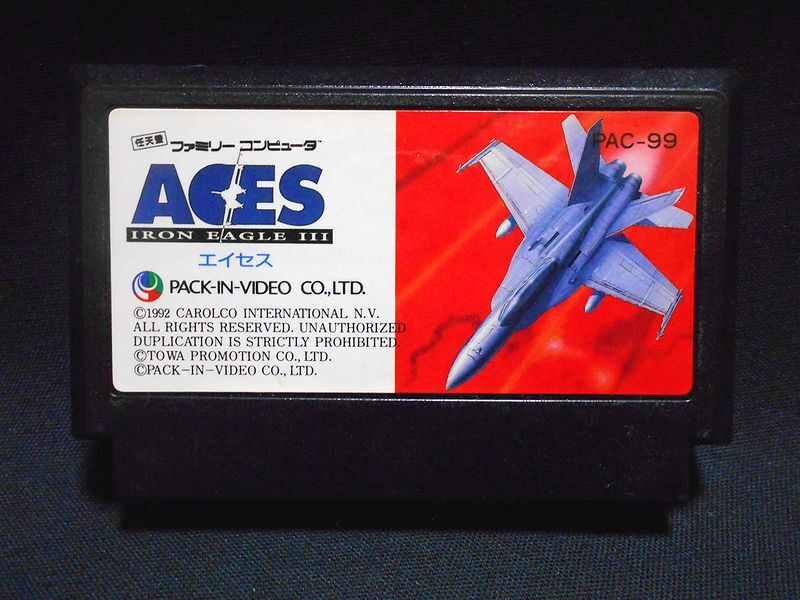 任天堂 ファミリーコンピュータ™
PAC-99
ACES
IRON EAGLE III
エイセス
PACK-IN-VIDEO CO.,LTD.
©1992 CAROLCO INTERNATIONAL N.V.
ALL RIGHTS RESERVED. UNAUTHORIZED
DUPLICATION IS STRICTLY PROHIBITED.
©TOWA PROMOTION CO., LTD.
©PACK-IN-VIDEO CO., LTD.